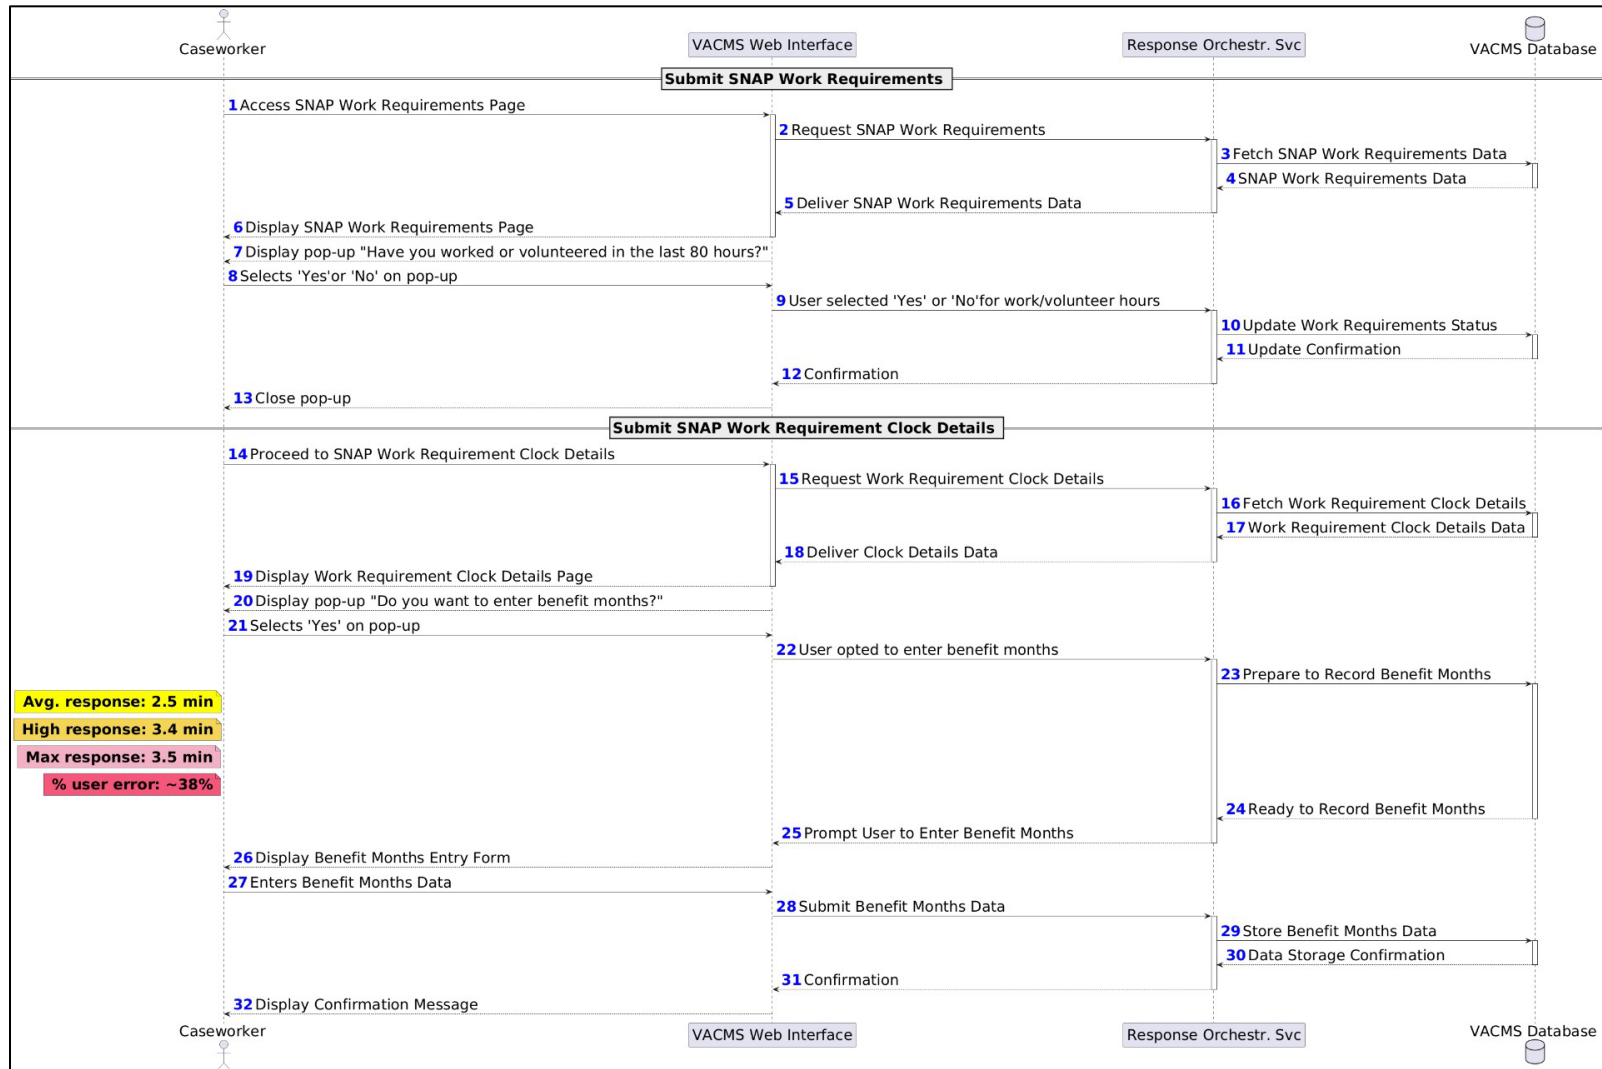 Caseworker
VACMS Web Interface
Response Orchestr. Svc
VACMS Database
Submit SNAP Work Requirements
1 Access SNAP Work Requirements Page
2 Request SNAP Work Requirements
3 Fetch SNAP Work Requirements Data
4 SNAP Work Requirements Data
5 Deliver SNAP Work Requirements Data
6 Display SNAP Work Requirements Page
7 Display pop-up "Have you worked or volunteered in the last 80 hours?"
8 Selects 'Yes'or 'No' on pop-up
9 User selected 'Yes' or 'No'for work/volunteer hours
10 Update Work Requirements Status
11 Update Confirmation
12 Confirmation
13 Close pop-up
Submit SNAP Work Requirement Clock Details
14 Proceed to SNAP Work Requirement Clock Details
15 Request Work Requirement Clock Details
16 Fetch Work Requirement Clock Details
17 Work Requirement Clock Details Data
18 Deliver Clock Details Data
19 Display Work Requirement Clock Details Page
20 Display pop-up "Do you want to enter benefit months?"
21 Selects 'Yes' on pop-up
22 User opted to enter benefit months
23 Prepare to Record Benefit Months
Avg. response: 2.5 min
High response: 3.4 min
Max response: 3.5 min
% user error: ~38%
24 Ready to Record Benefit Months
25 Prompt User to Enter Benefit Months
26 Display Benefit Months Entry Form
27 Enters Benefit Months Data
28 Submit Benefit Months Data
29 Store Benefit Months Data
30 Data Storage Confirmation
31 Confirmation
32 Display Confirmation Message
Caseworker
VACMS Web Interface
Response Orchestr. Svc
VACMS Database